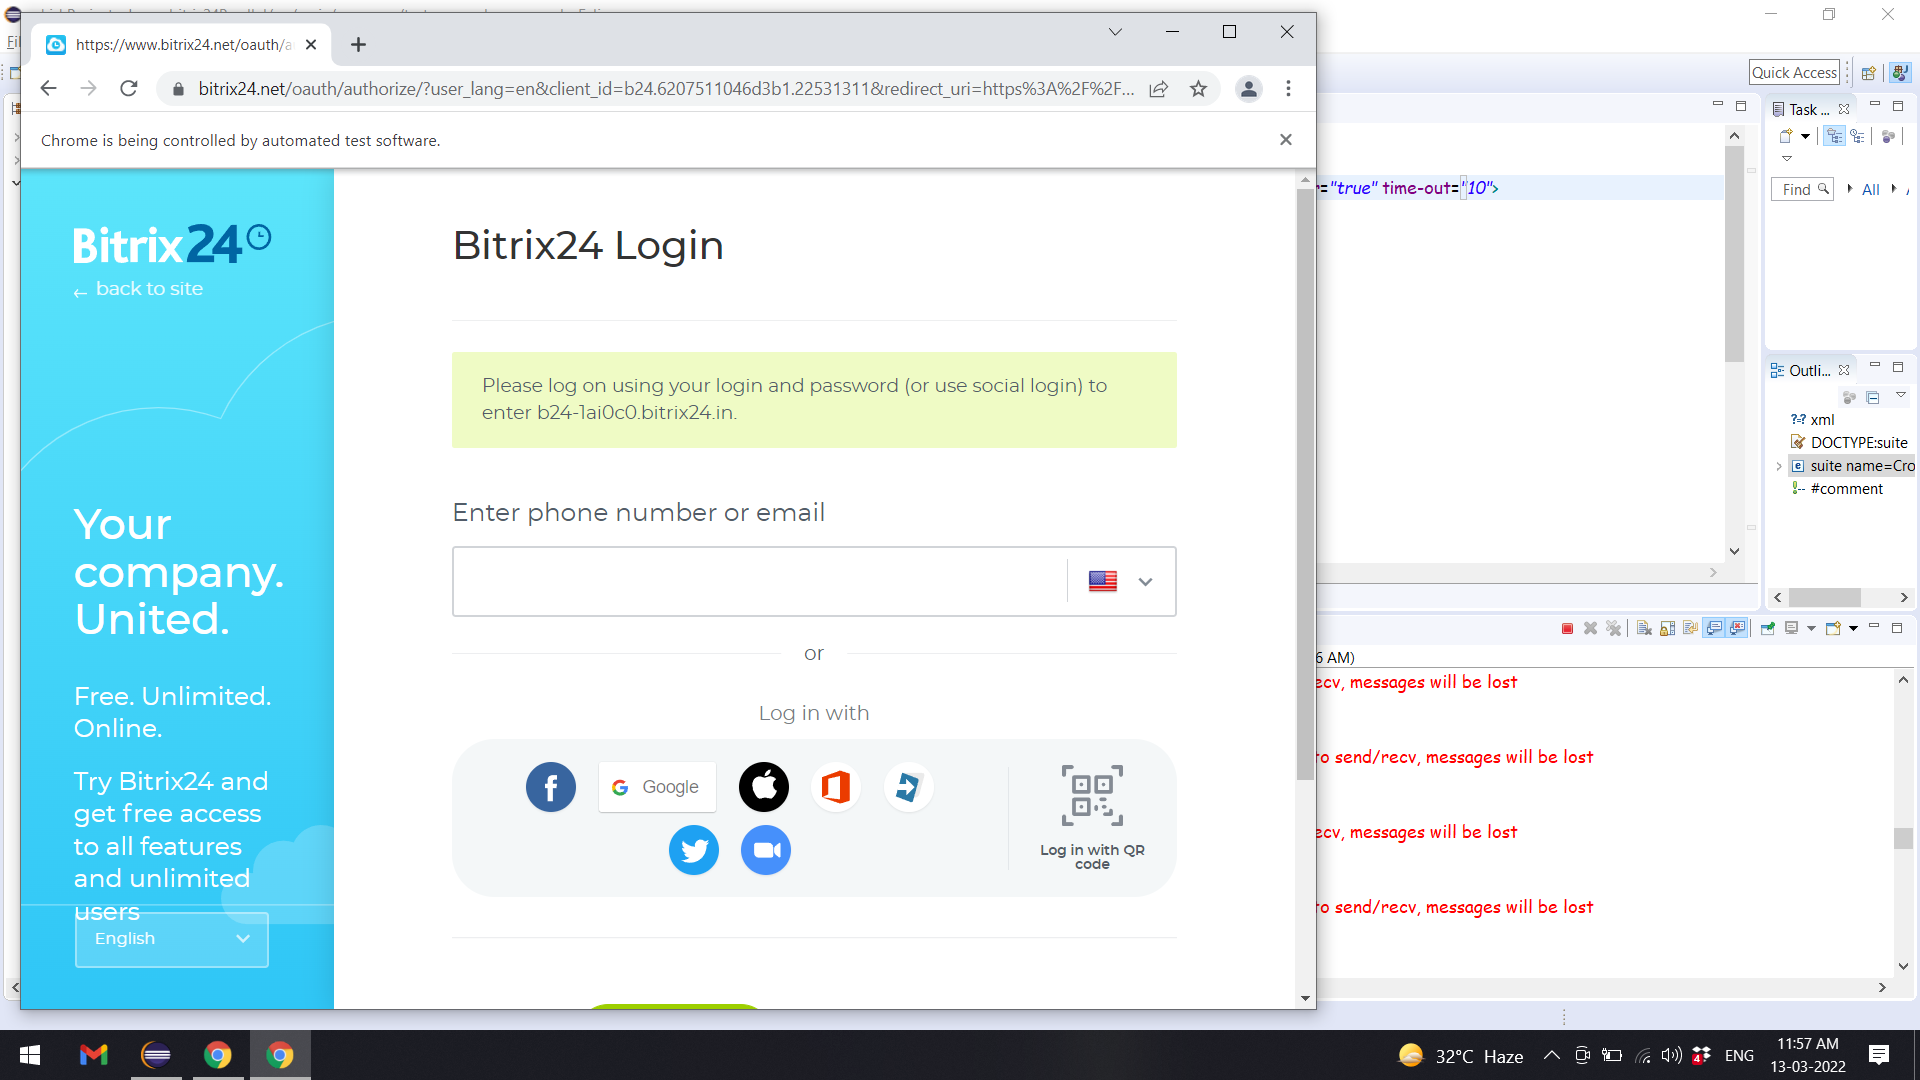 https://www.bitrix24.net/oauth/a
bitrix24.net/oauth/authorize/?user_lang=en&client_id=b24.6207511046d3b1.22531311&redirect_uri=https%3A%2F%2F...
Chrome is being controlled by automated test software.
Bitrix24
← back to site
Your
company.
United.
Free. Unlimited.
Online.
Try Bitrix24 and
get free access
to all features
and unlimited
users
English
Bitrix24 Login
Please log on using your login and password (or use social login) to
enter b24-1ai0c0.bitrix24.in.
Enter phone number or email
or
Log in with
Google
Log in with QR
code
Quick Access
="true" time-out="10">
Task ...
Find
All
Outli...
xml
DOCTYPE:suite
suite name=Cro
#comment
6 AM)
ecv, messages will be lost
to send/recv, messages will be lost
ecv, messages will be lost
to send/recv, messages will be lost
32°C Haze
4
ENG
11:57 AM
13-03-2022